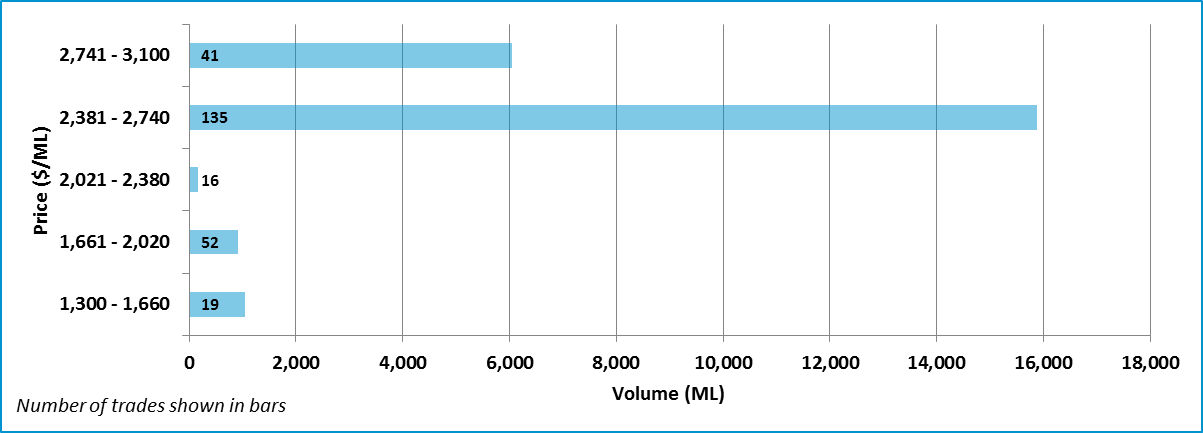 Price ($/ML)
2,741 - 3,100
41
2,381 - 2,740
135
2,021 - 2,380
16
1,661 - 2,020
52
1,300 - 1,660
19
0 2,000 4,000 6,000 8,000 10,000 12,000 14,000 16,000 18,000
Volume (ML)
Number of trades shown in bars